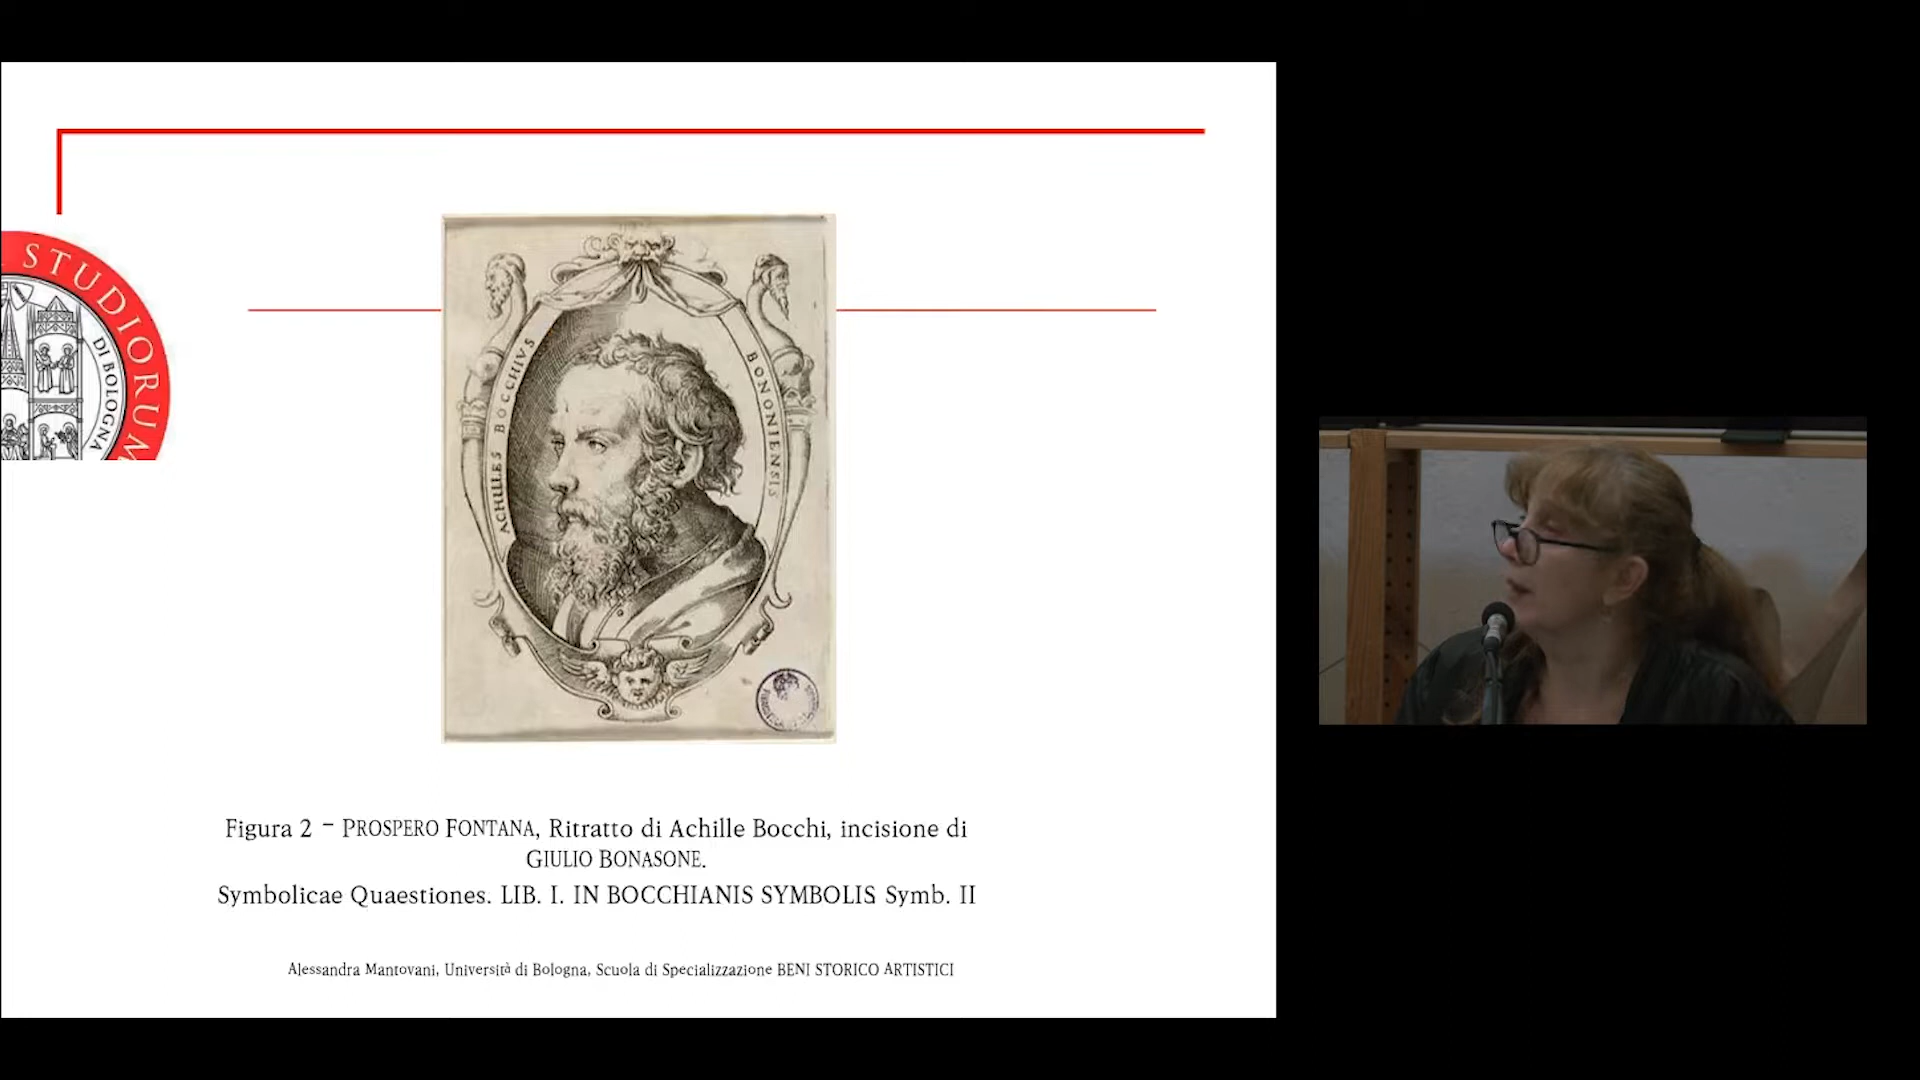 STUDIORUM
DI BOLOGNA
ACHILLES BOCCHIVS
BONONIENSIS
Figura 2 – PROSPERO FONTANA, Ritratto di Achille Bocchi, incisione di
GIULIO BONASONE.
Symbolicae Quaestiones. LIB. I. IN BOCCHIANIS SYMBOLIS Symb. II
Alessandra Mantovani, Università di Bologna, Scuola di Specializzazione BENI STORICO ARTISTICI